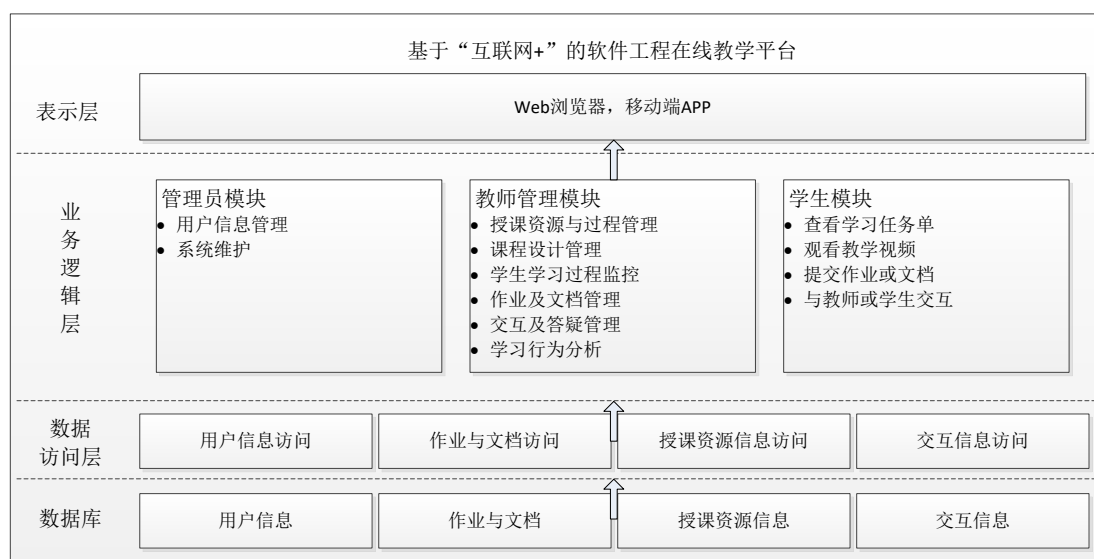 基于“互联网+”的软件工程在线教学平台
表示层
Web浏览器，移动端APP
业务逻辑层
管理员模块
● 用户信息管理
● 系统维护
教师管理模块
● 授课资源与过程管理
● 课程设计管理
● 学生学习过程监控
● 作业及文档管理
● 交互及答疑管理
● 学习行为分析
学生模块
● 查看学习任务单
● 观看教学视频
● 提交作业或文档
● 与教师或学生交互
数据
访问层
用户信息访问
作业与文档访问
授课资源信息访问
交互信息访问
数据库
用户信息
作业与文档
授课资源信息
交互信息